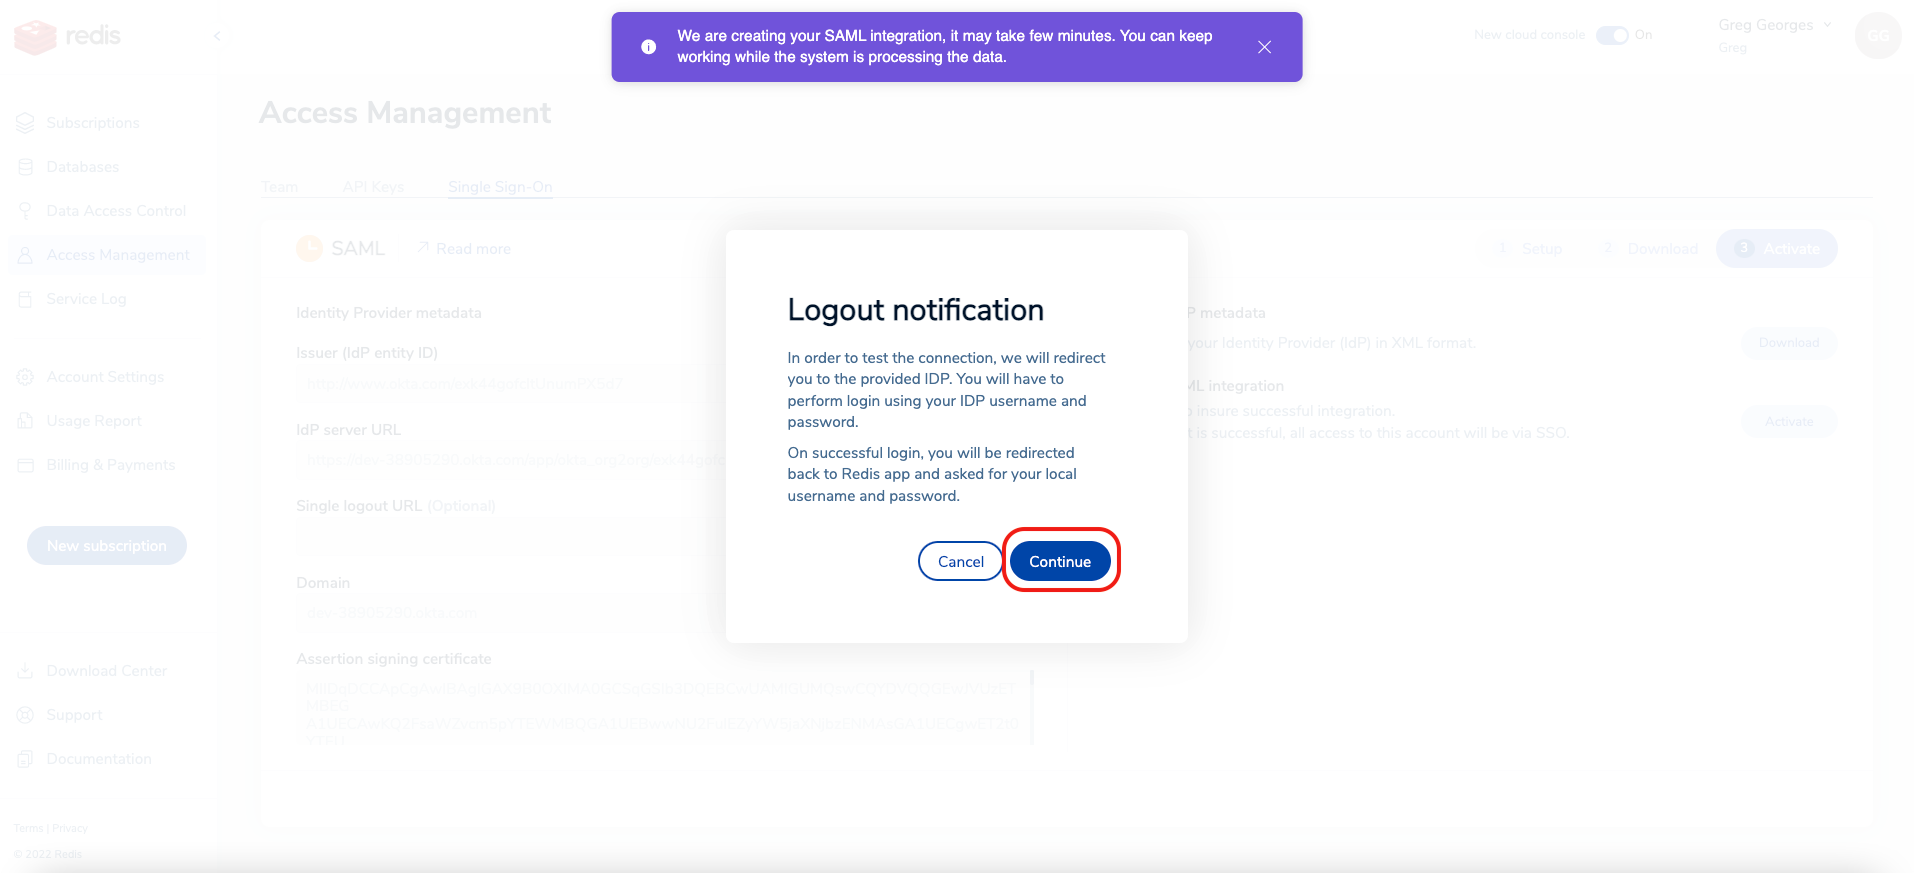 We are creating your SAML integration, it may take few minutes. You can keep
working while the system is processing the data.
redis
New cloud console
On
Greg Georges
Greg
GG
Access Management
Subscriptions
Databases
Data Access Control
Access Management
Service Log
Account Settings
Usage Report
Billing & Payments
New subscription
Download Center
Support
Documentation
Terms | Privacy
© 2022 Redis
Team
API Keys
Single Sign-On
SAML
Read more
1 Setup
2 Download
3 Activate
Identity Provider metadata
Issuer (IdP entity ID)
IdP server URL
Single logout URL (Optional)
Domain
Assertion signing certificate
Logout notification
In order to test the connection, we will redirect
you to the provided IDP. You will have to
perform login using your IDP username and
password.
On successful login, you will be redirected
back to Redis app and asked for your local
username and password.
Cancel
Continue
P metadata
your Identity Provider (IdP) in XML format.
Download
ML integration
o insure successful integration.
t is successful, all access to this account will be via SSO.
Activate